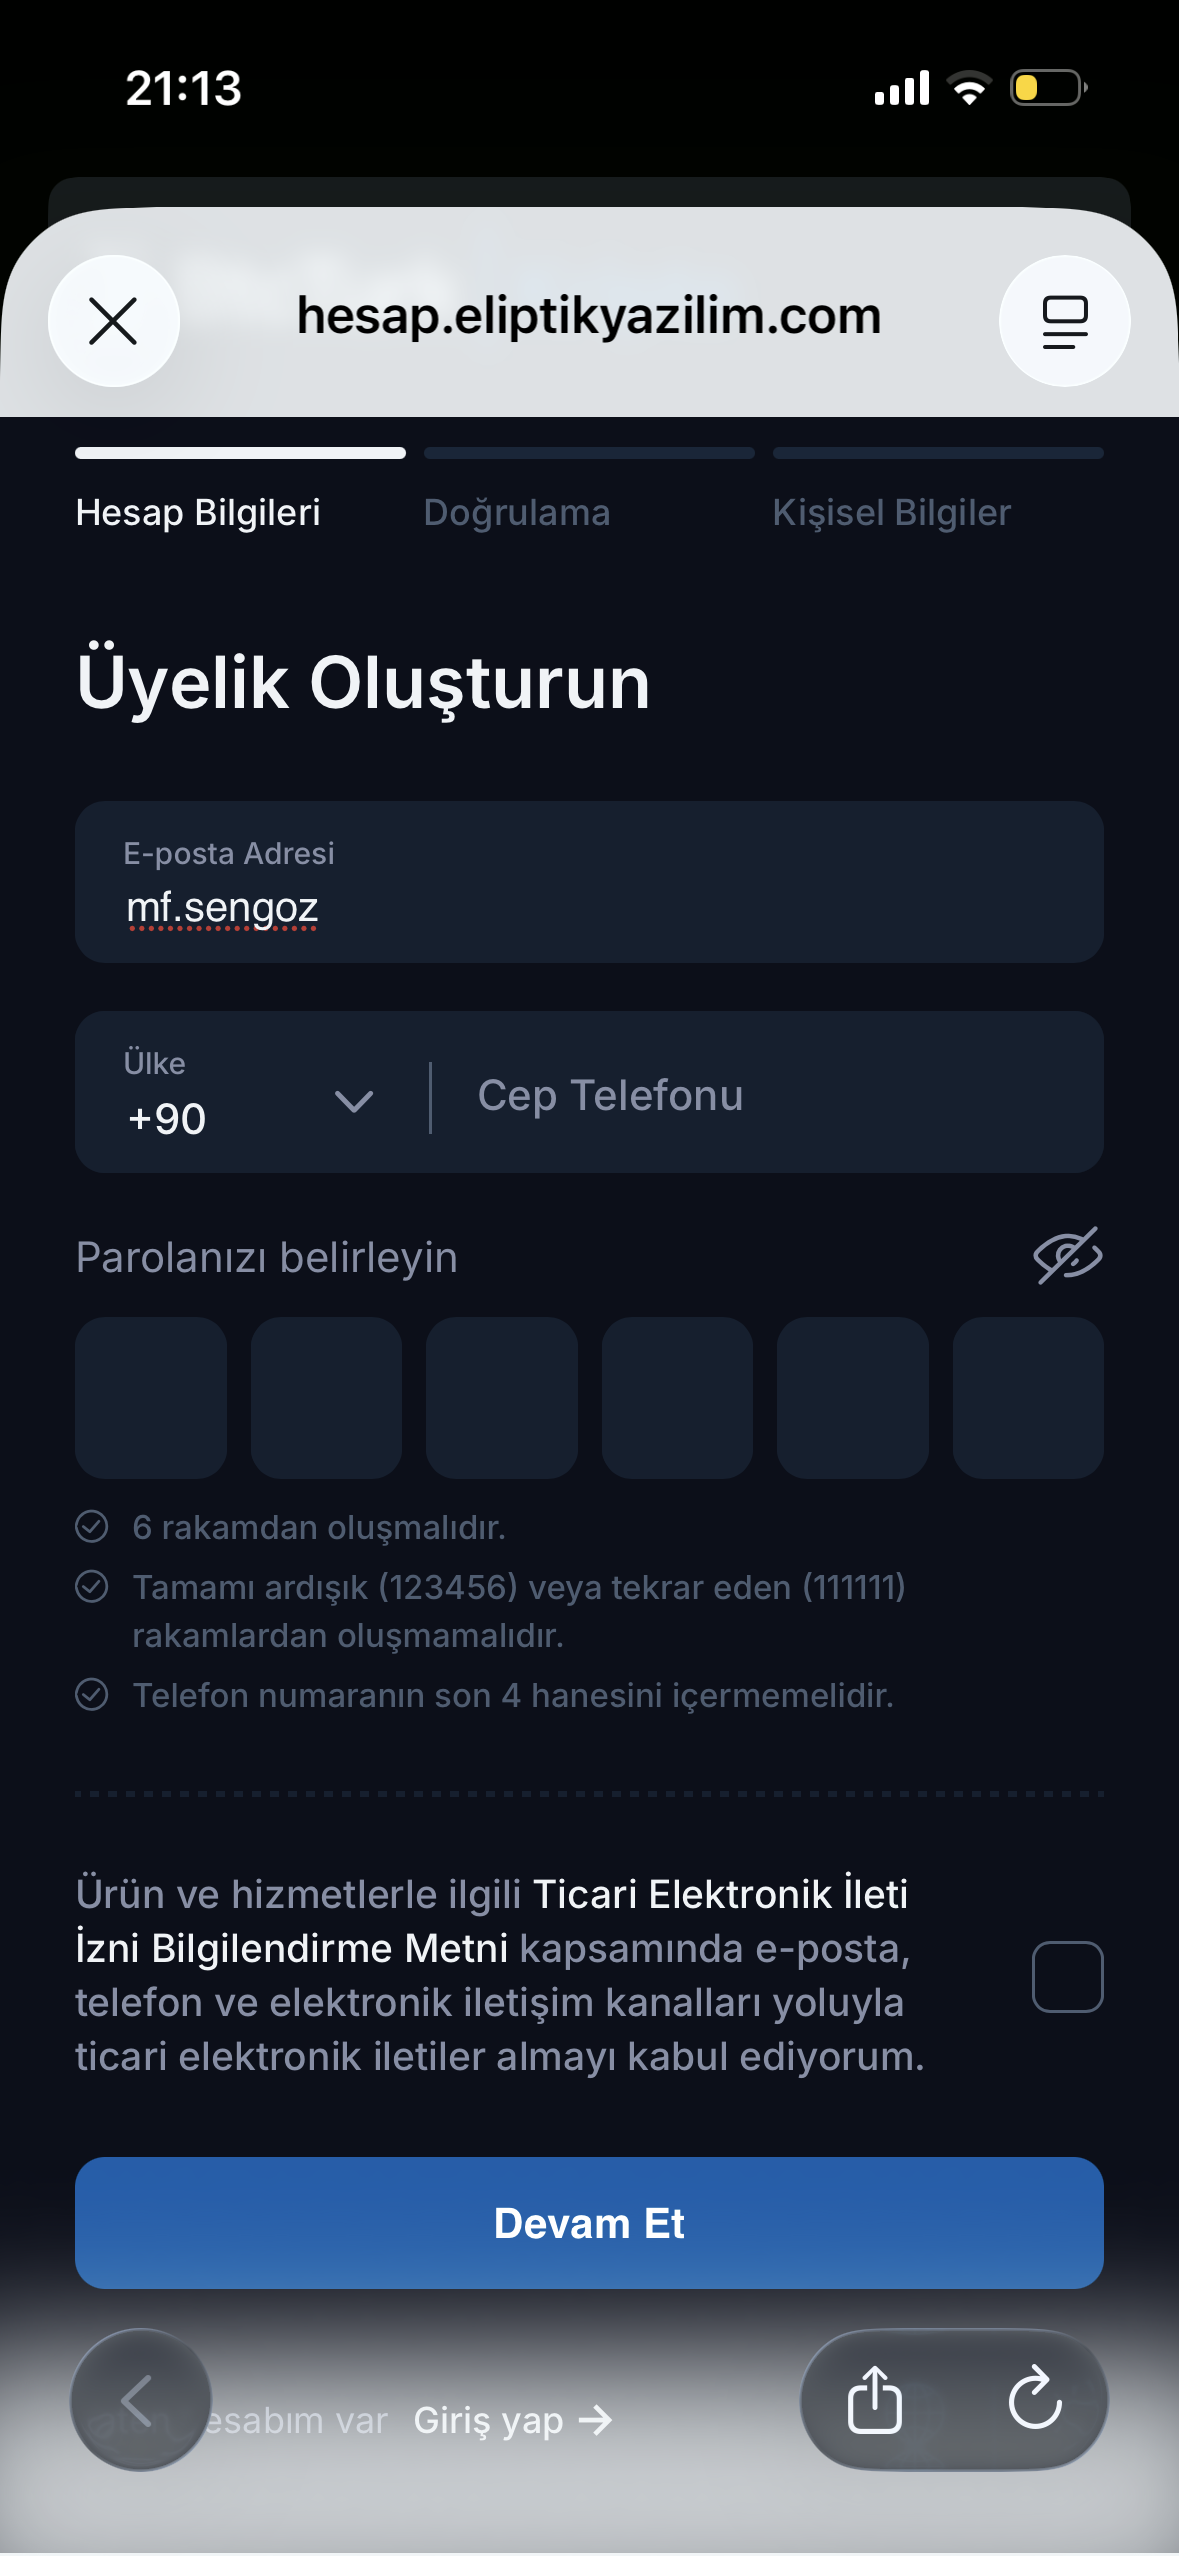 21:13
hesap.eliptikyazilim.com
Hesap Bilgileri
Doğrulama
Kişisel Bilgiler
Üyelik Oluşturun
E-posta Adresi
mf.sengoz
Ülke
+90
Cep Telefonu
Parolanızı belirleyin
6 rakamdan oluşmalıdır.
Tamamı ardışık (123456) veya tekrar eden (111111)
rakamlardan oluşmamalıdır.
Telefon numaranın son 4 hanesini içermemelidir.
Ürün ve hizmetlerle ilgili Ticari Elektronik İleti
İzni Bilgilendirme Metni kapsamında e-posta,
telefon ve elektronik iletişim kanalları yoluyla
ticari elektronik iletiler almayı kabul ediyorum.
Devam Et
var Giriş yap →